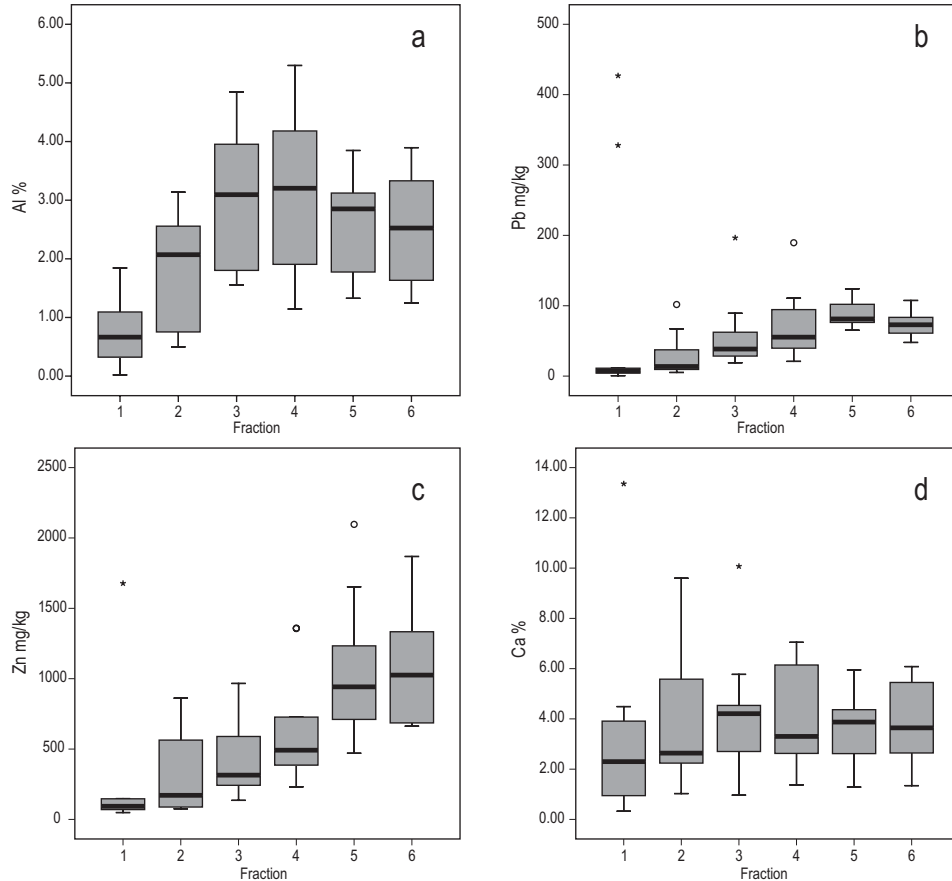 a
6.00
5.00
4.00
3.00
2.00
1.00
0.00
Al %
1 2 3 4 5 6
Fraction
b
500
400
300
200
100
0
Pb mg/kg
1 2 3 4 5 6
Fraction
c
2500
2000
1500
1000
500
0
Zn mg/kg
1 2 3 4 5 6
Fraction
d
14.00
12.00
10.00
8.00
6.00
4.00
2.00
0.00
Ca %
1 2 3 4 5 6
Fraction